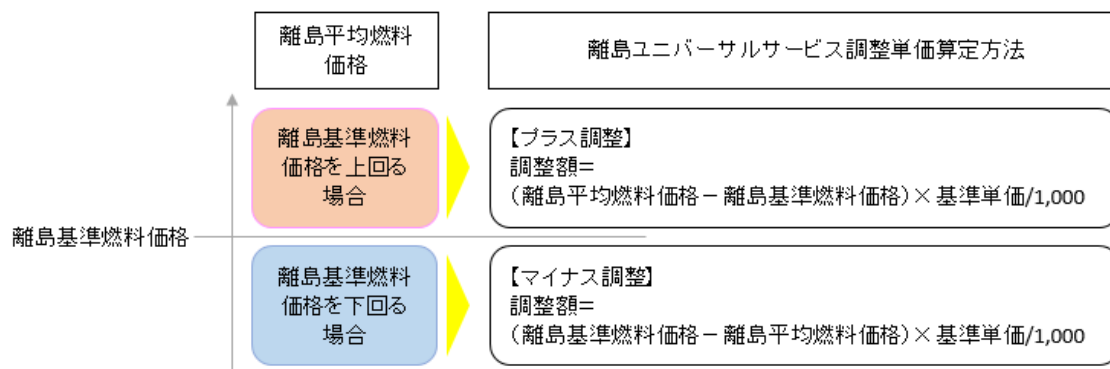 離島平均燃料
価格
離島ユニバーサルサービス調整単価算定方法
離島基準燃料
価格を上回る
場合
【プラス調整】
調整額＝
(離島平均燃料価格－離島基準燃料価格)×基準単価/1,000
離島基準燃料価格
離島基準燃料
価格を下回る
場合
【マイナス調整】
調整額＝
(離島基準燃料価格－離島平均燃料価格)×基準単価/1,000